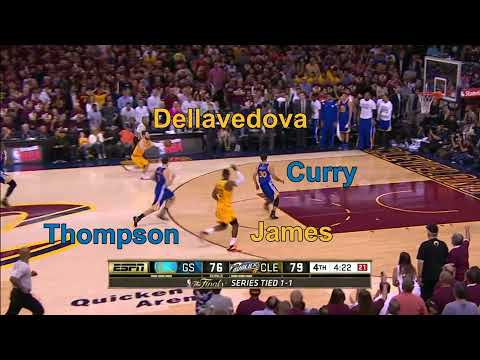 Dellavedova
Curry
30
Thompson
James
ESPN GS 76 CLE 79 4TH 4:22 21
The Finals SERIES TIED 1-1
Quicken
Arena